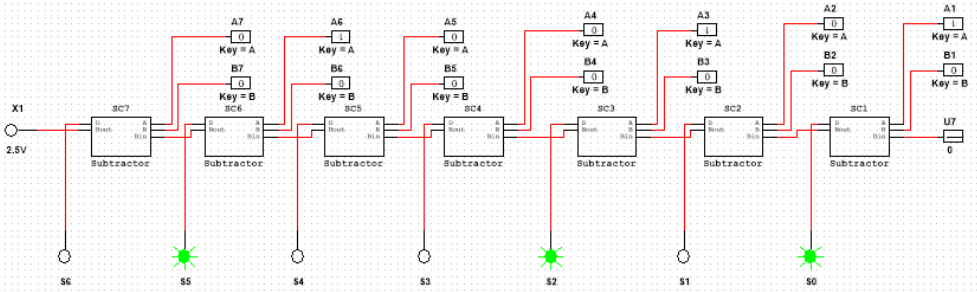 A7 A6 A5 A4 A3 A2 A1
0 1 0 0 1 0 1
Key = A Key = A Key = A Key = A Key = A Key = A Key = A
B7 B6 B5 B4 B3 B2 B1
0 0 0 0 0 0 0
Key = B Key = B Key = B Key = B Key = B Key = B Key = B
X1 SC7 SC6 SC5 SC4 SC3 SC2 SC1 U7
D A D A D A D A D A D A D A
Bout B Bout B Bout B Bout B Bout B Bout B Bout B
Bin Bin Bin Bin Bin Bin Bin
2.5V 0
Subtractor Subtractor Subtractor Subtractor Subtractor Subtractor Subtractor
S6 S5 S4 S3 S2 S1 S0